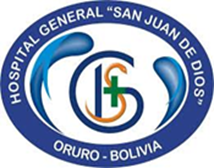 HOSPITAL GENERAL "SAN JUAN DE DIOS"
ORURO - BOLIVIA